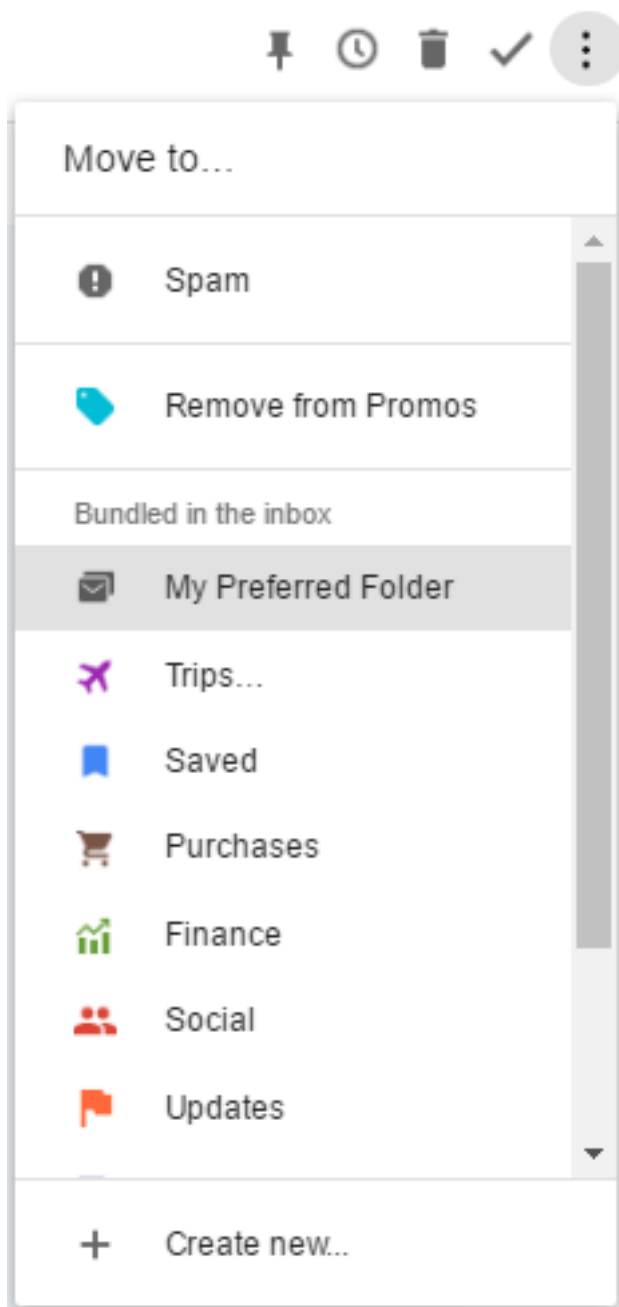 Move to...
Spam
Remove from Promos
Bundled in the inbox
My Preferred Folder
Trips...
Saved
Purchases
Finance
Social
Updates
Create new...